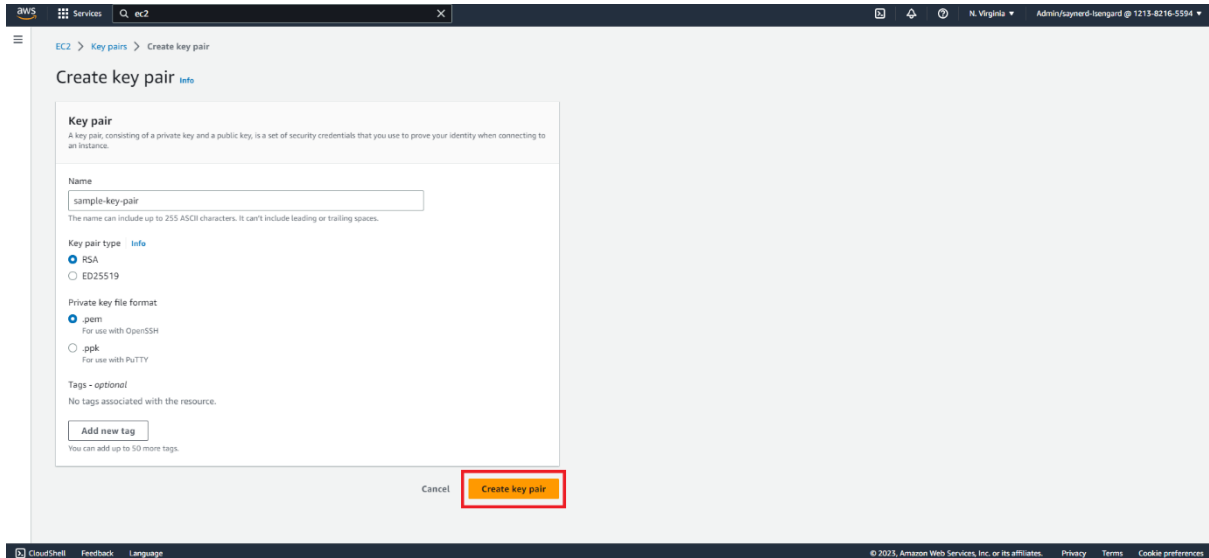 aws Services ec2 N. Virginia Admin/saynerd-Isengard @ 1213-8216-5594
EC2 > Key pairs > Create key pair
Create key pair Info
Key pair
A key pair, consisting of a private key and a public key, is a set of security credentials that you use to prove your identity when connecting to
an instance.
Name
sample-key-pair
The name can include up to 255 ASCII characters. It can't include leading or trailing spaces.
Key pair type Info
RSA
ED25519
Private key file format
.pem
For use with OpenSSH
.ppk
For use with PuTTY
Tags - optional
No tags associated with the resource.
Add new tag
You can add up to 50 more tags.
Cancel Create key pair
CloudShell Feedback Language © 2023, Amazon Web Services, Inc. or its affiliates. Privacy Terms Cookie preferences